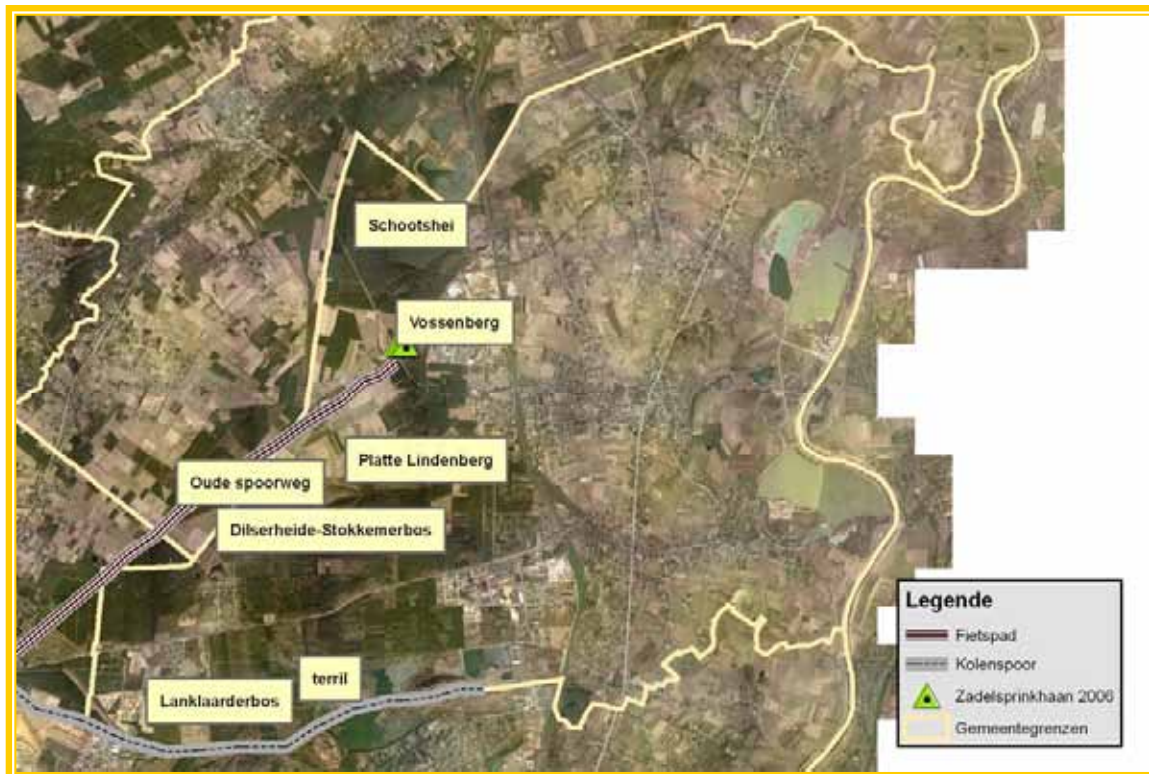 Schootshei
Vossenberg
Platte Lindenberg
Oude spoorweg
Dilserheide-Stokkemerbos
terril
Lanklaarderbos
Legende
Fietspad
Kolenspoor
Zadelsprinkhaan 2006
Gemeentegrenzen